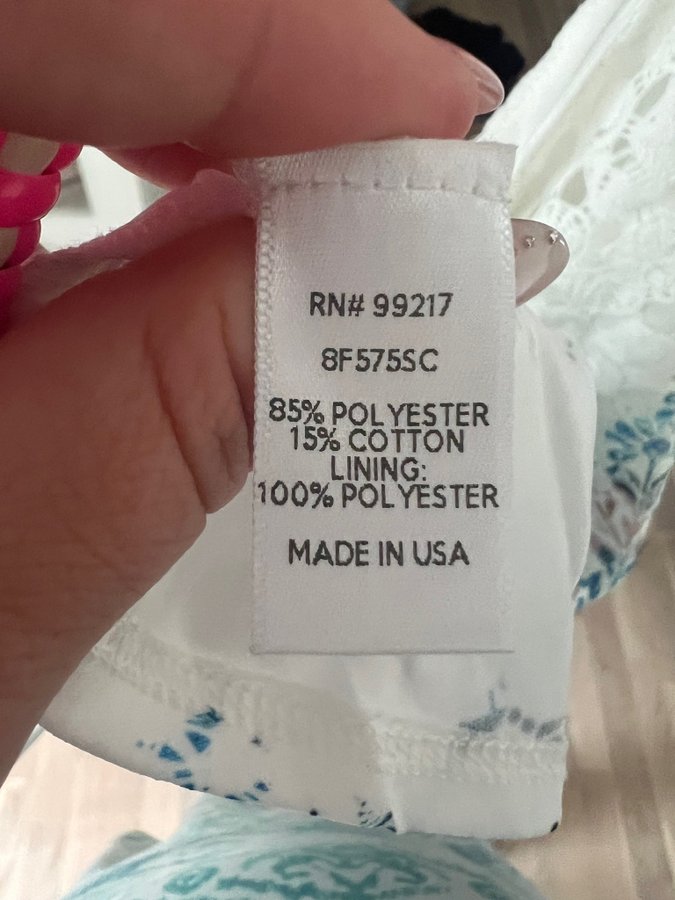 RN# 99217
8F575SC
85% POLYESTER
15% COTTON
LINING:
100% POLYESTER
MADE IN USA